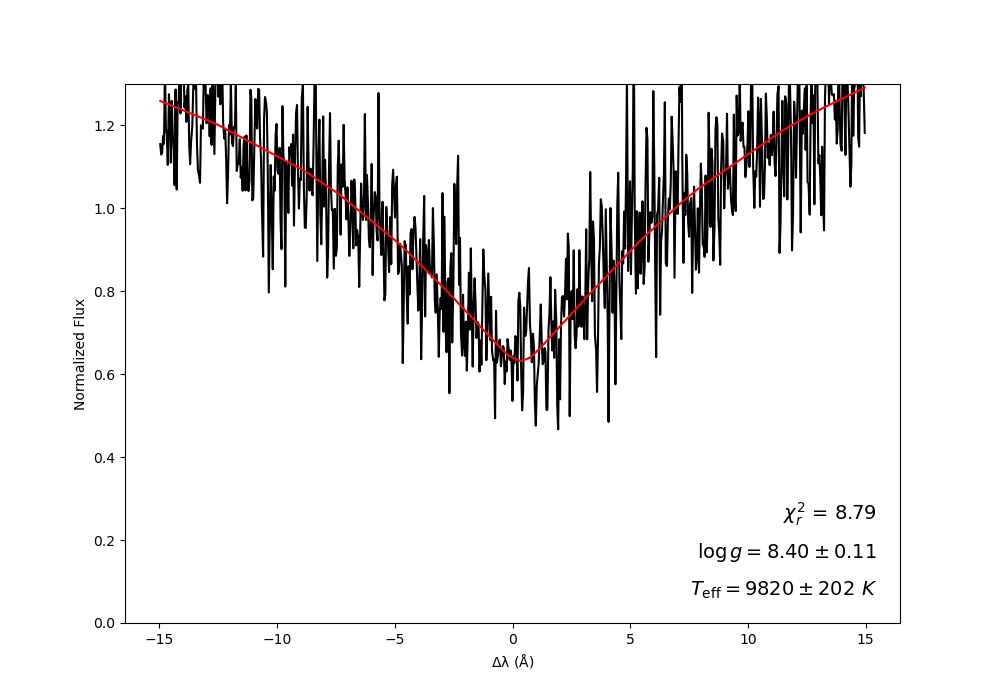 1.2
1.0
0.8
0.6
0.4
0.2
0.0
Normalized Flux
χ²ᵣ = 8.79
log g = 8.40 ± 0.11
T_eff = 9820 ± 202 K
−15 −10 −5 0 5 10 15
Δλ (Å)